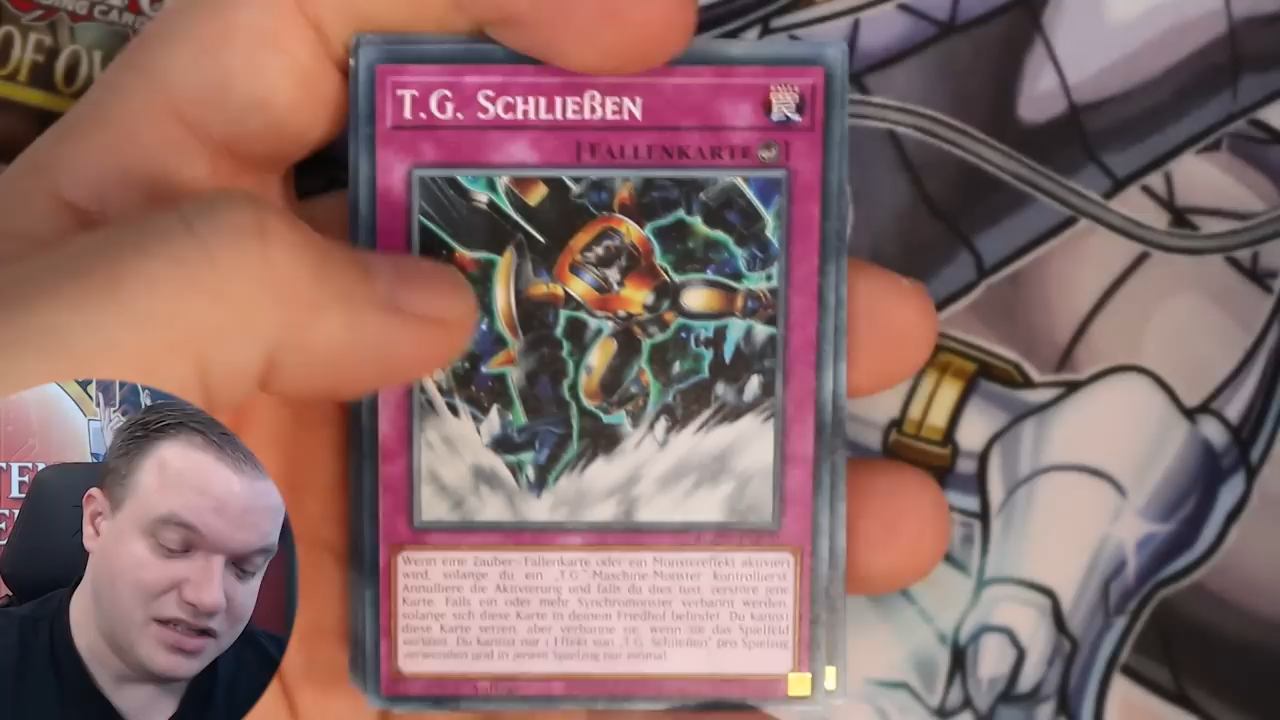 OF OV
T.G. SCHLIEßEN
[FALLENKARTE]
Wenn eine Zauber-/Fallenkarte oder ein Monstereffekt aktiviert
wird, solange du ein „T.G."-Maschine-Monster kontrollierst:
Annulliere die Aktivierung und falls du dies tust, zerstöre jene
Karte. Falls ein oder mehr Synchromonster verbannt werden,
solange sich diese Karte in deinem Friedhof befindet: Du kannst
diese Karte setzen, aber verbanne sie, wenn sie das Spielfeld
verlässt. Du kannst nur 1 Effekt von „T.G. Schließen" pro Spielzug
verwenden und in jenem Spielzug nur einmal.